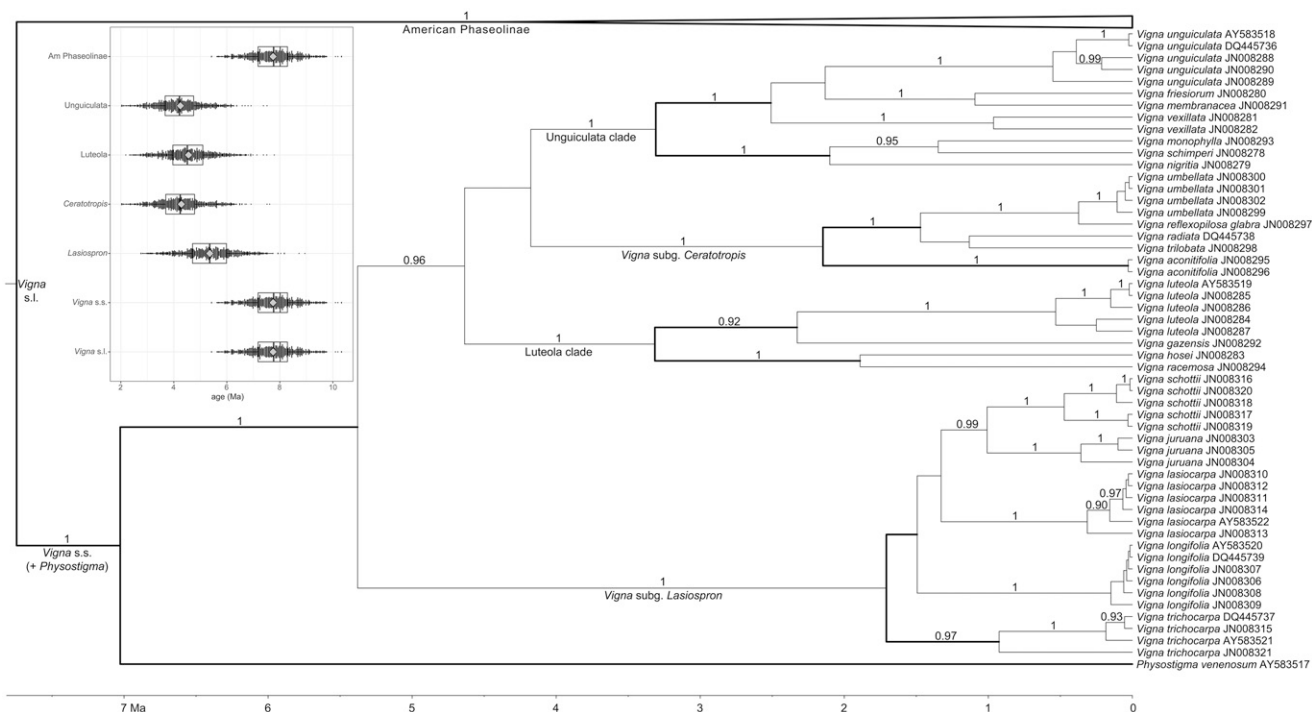 1
American Phaseolinae
Am Phaseolinae
Unguiculata
Luteola
Ceratotropis
Lasiospron
Vigna s.s.
Vigna s.l.
2
4
6
8
10
age (Ma)
Vigna
s.l.
1
Vigna s.s.
(+ Physostigma)
1
0.96
1
Unguiculata clade
1
1
1
0.99
1
1
1
0.95
1
Vigna subg. Ceratotropis
1
1
1
1
Luteola clade
0.92
1
1
1
1
Vigna subg. Lasiospron
0.99
1
1
1
1
1
1
0.90
0.97
1
0.97
1
0.93
Vigna unguiculata AY583518
Vigna unguiculata DQ445736
Vigna unguiculata JN008288
Vigna unguiculata JN008290
Vigna unguiculata JN008289
Vigna friesiorum JN008280
Vigna membranacea JN008291
Vigna vexillata JN008281
Vigna vexillata JN008282
Vigna monophylla JN008293
Vigna schimperi JN008278
Vigna nigritia JN008279
Vigna umbellata JN008300
Vigna umbellata JN008301
Vigna umbellata JN008302
Vigna umbellata JN008299
Vigna reflexopilosa glabra JN008297
Vigna radiata DQ445738
Vigna trilobata JN008298
Vigna aconitifolia JN008295
Vigna aconitifolia JN008296
Vigna luteola AY583519
Vigna luteola JN008285
Vigna luteola JN008286
Vigna luteola JN008284
Vigna luteola JN008287
Vigna gazensis JN008292
Vigna hosei JN008283
Vigna racemosa JN008294
Vigna schottii JN008316
Vigna schottii JN008320
Vigna schottii JN008318
Vigna schottii JN008317
Vigna schottii JN008319
Vigna juruana JN008303
Vigna juruana JN008305
Vigna juruana JN008304
Vigna lasiocarpa JN008310
Vigna lasiocarpa JN008312
Vigna lasiocarpa JN008311
Vigna lasiocarpa JN008314
Vigna lasiocarpa AY583522
Vigna lasiocarpa JN008313
Vigna longifolia AY583520
Vigna longifolia DQ445739
Vigna longifolia JN008307
Vigna longifolia JN008306
Vigna longifolia JN008308
Vigna longifolia JN008309
Vigna trichocarpa DQ445737
Vigna trichocarpa JN008315
Vigna trichocarpa AY583521
Vigna trichocarpa JN008321
Physostigma venenosum AY583517
7 Ma
6
5
4
3
2
1
0